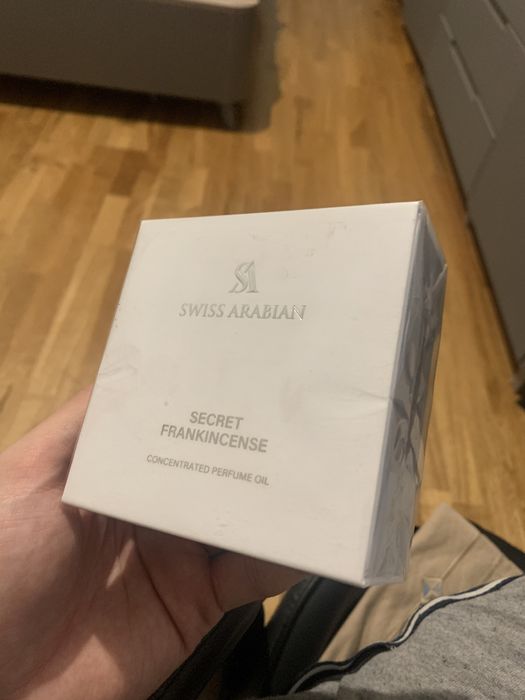 SA
SWISS ARABIAN
SECRET
FRANKINCENSE
CONCENTRATED PERFUME OIL